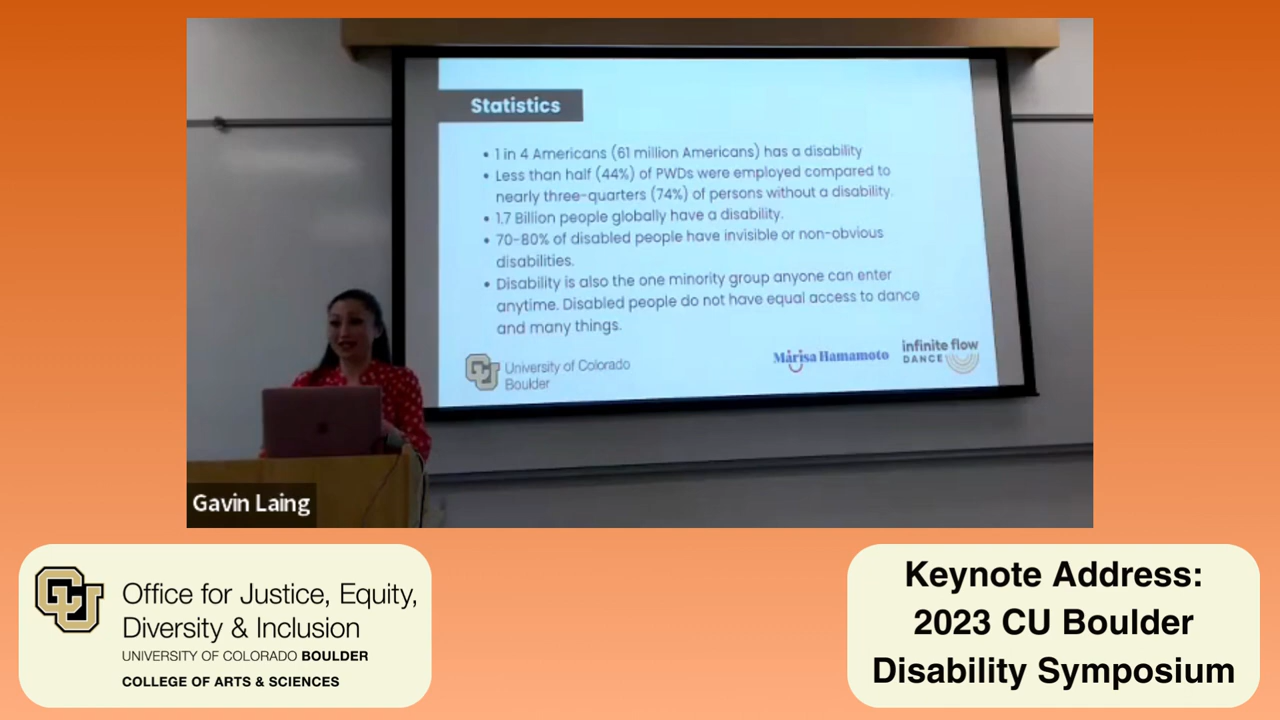 Statistics
• 1 in 4 Americans (61 million Americans) has a disability
• Less than half (44%) of PWDs were employed compared to
nearly three-quarters (74%) of persons without a disability.
• 1.7 Billion people globally have a disability.
• 70-80% of disabled people have invisible or non-obvious
disabilities.
• Disability is also the one minority group anyone can enter
anytime. Disabled people do not have equal access to dance
and many things.
CU University of Colorado
Boulder
Marisa Hamamoto
infinite flow
DANCE
Gavin Laing
CU
Office for Justice, Equity,
Diversity & Inclusion
UNIVERSITY OF COLORADO BOULDER
COLLEGE OF ARTS & SCIENCES
Keynote Address:
2023 CU Boulder
Disability Symposium